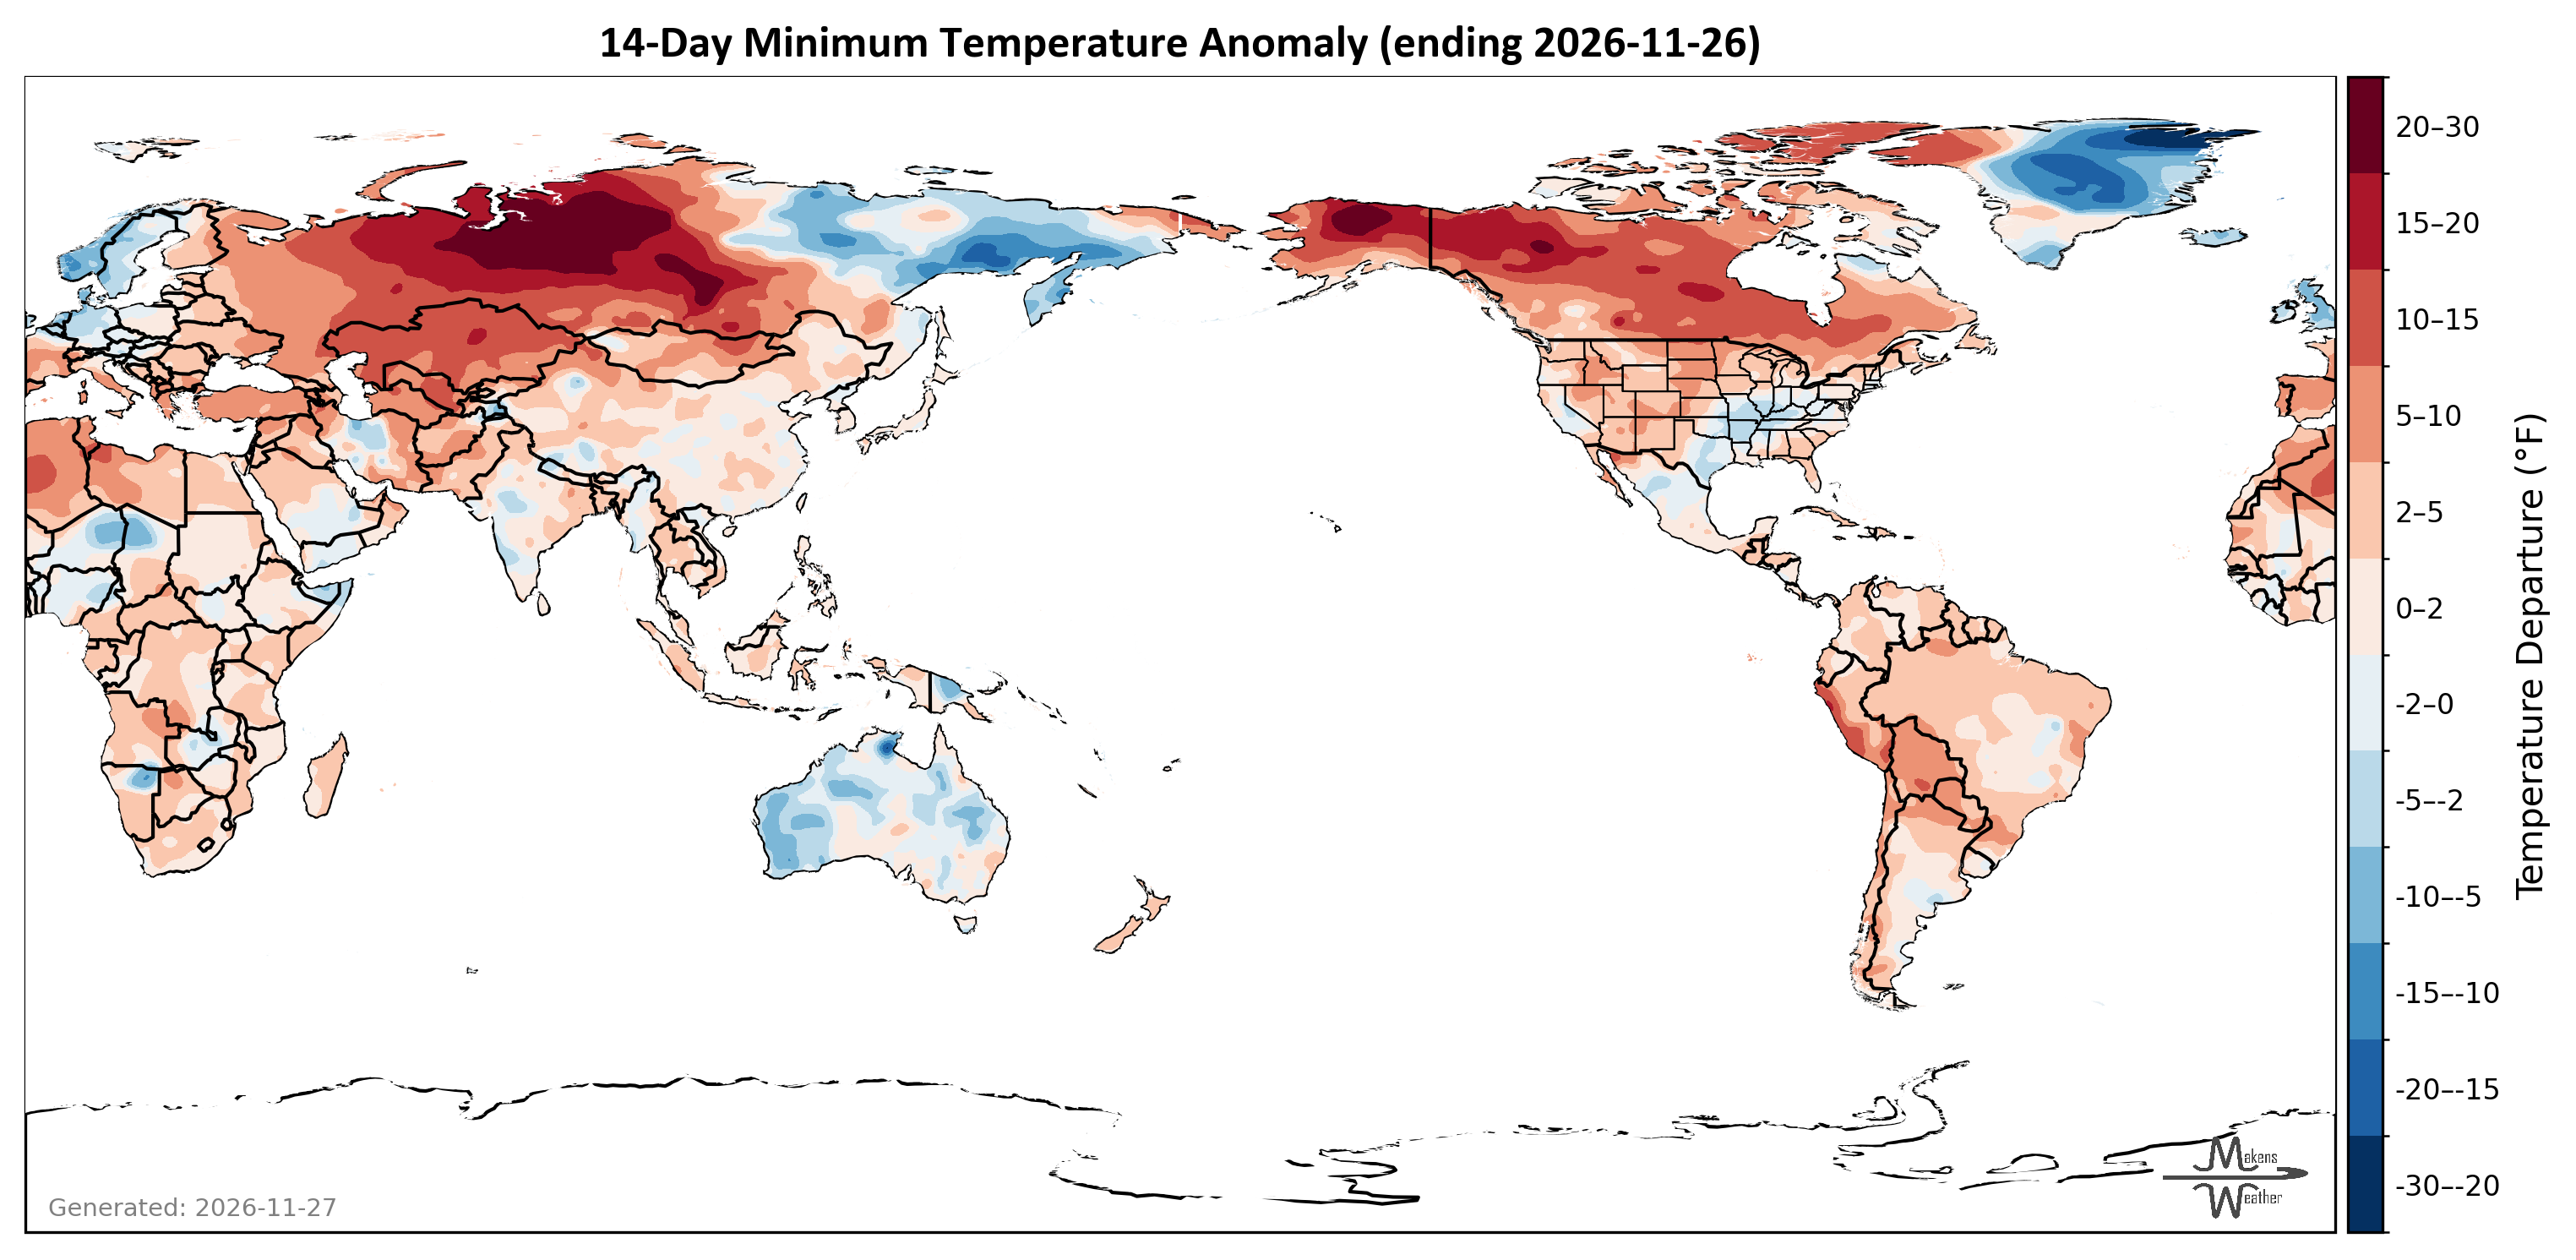 14-Day Minimum Temperature Anomaly (ending 2026-11-26)
20–30
15–20
10–15
5–10
2–5
0–2
-2–0
-5–-2
-10–-5
-15–-10
-20–-15
-30–-20
Temperature Departure (°F)
Generated: 2026-11-27
Makens
Weather